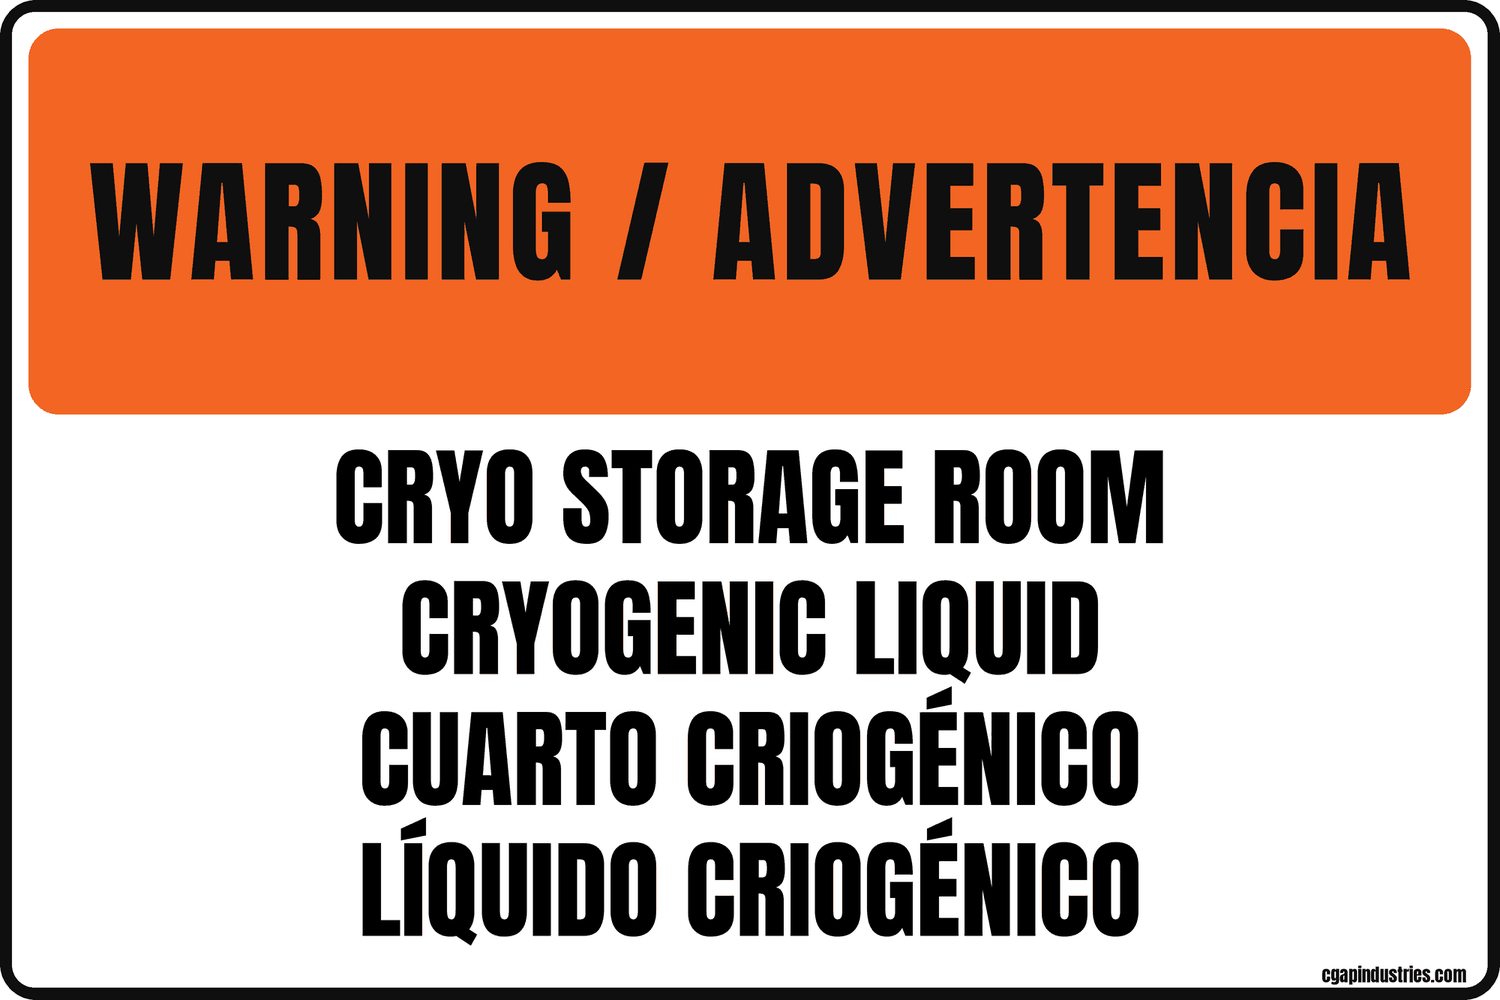 WARNING / ADVERTENCIA
CRYO STORAGE ROOM
CRYOGENIC LIQUID
CUARTO CRIOGÉNICO
LÍQUIDO CRIOGÉNICO
cgapindustries.com